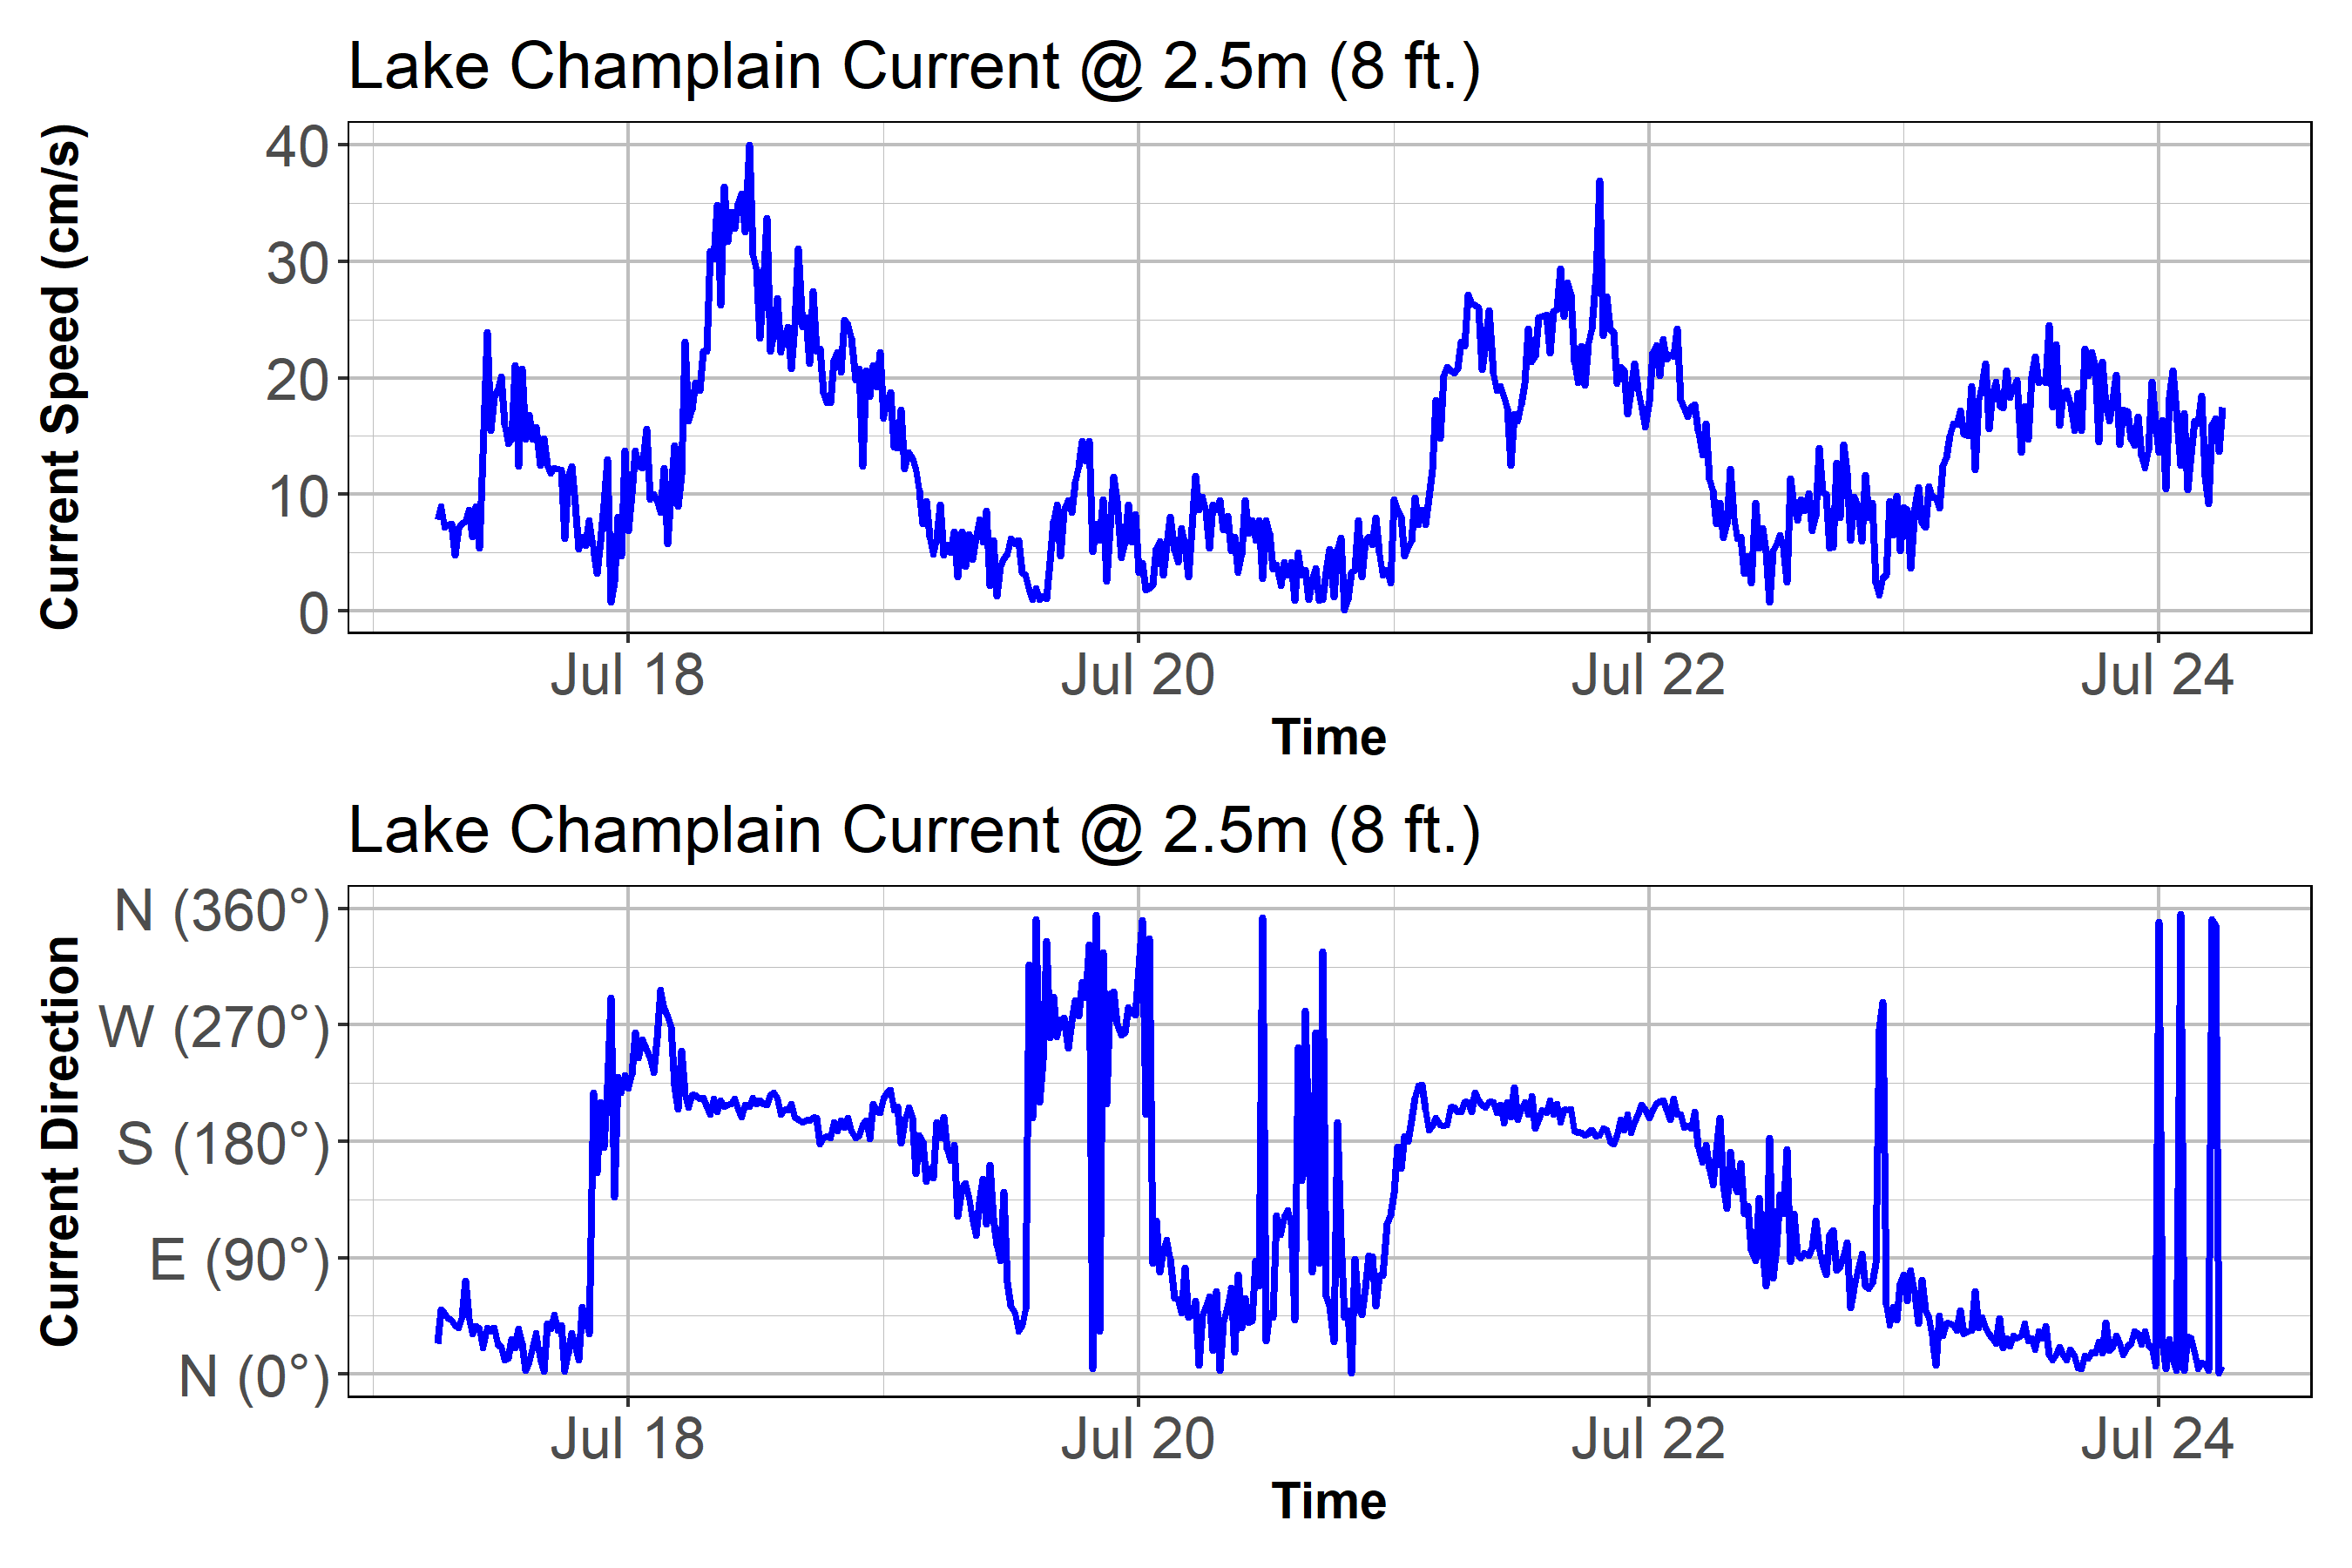 Lake Champlain Current @ 2.5m (8 ft.)
Current Speed (cm/s)
40
30
20
10
0
Jul 18 Jul 20 Jul 22 Jul 24
Time
Lake Champlain Current @ 2.5m (8 ft.)
Current Direction
N (360°)
W (270°)
S (180°)
E (90°)
N (0°)
Jul 18 Jul 20 Jul 22 Jul 24
Time